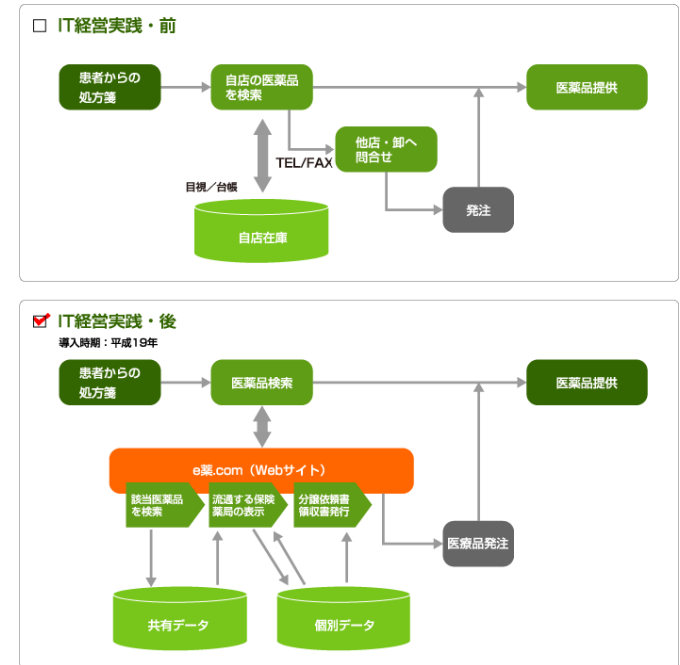 IT経営実践・前
患者からの
処方箋
自店の医薬品
を検索
医薬品提供
TEL/FAX
他店・卸へ
問合せ
目視／台帳
発注
自店在庫
IT経営実践・後
導入時期：平成19年
患者からの
処方箋
医薬品検索
医薬品提供
e薬.com（Webサイト）
該当医薬品
を検索
流通する保険
薬局の表示
分譲依頼書
領収書発行
医療品発注
共有データ
個別データ